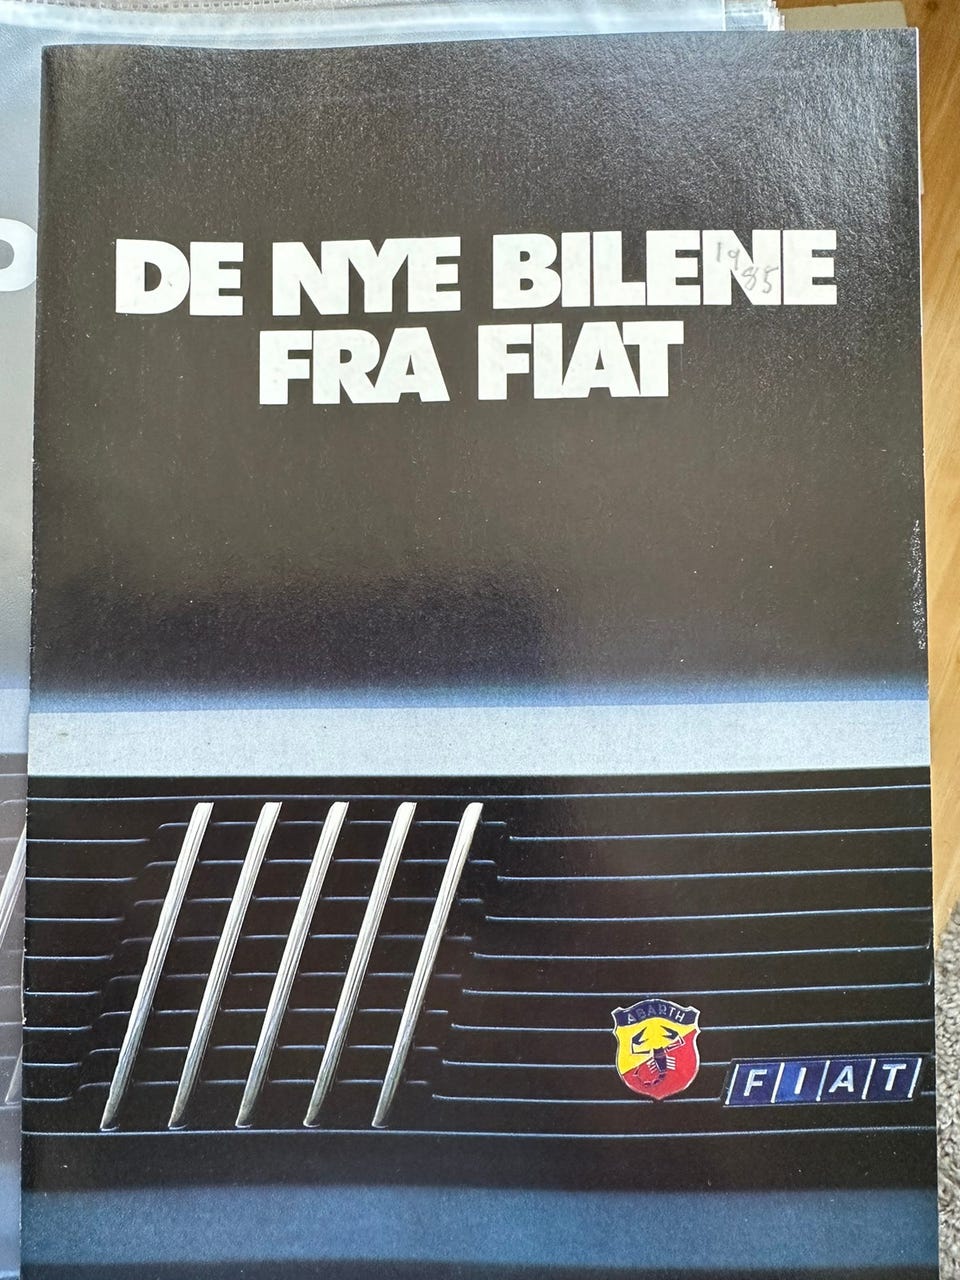 DE NYE BILENE
1985
FRA FIAT
ABARTH
FIAT